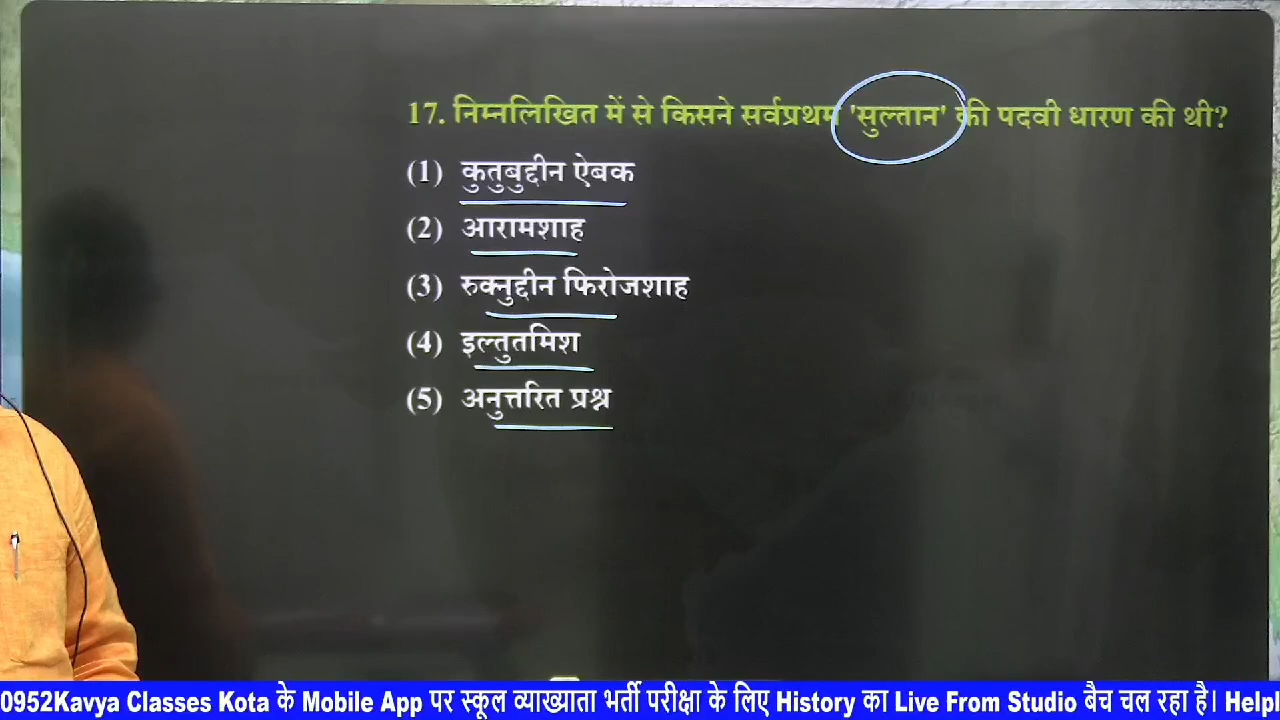 17. निम्नलिखित में से किसने सर्वप्रथम 'सुल्तान' की पदवी धारण की थी?
(1) कुतुबुद्दीन ऐबक
(2) आरामशाह
(3) रुक्नुद्दीन फिरोजशाह
(4) इल्तुतमिश
(5) अनुत्तरित प्रश्न
0952Kavya Classes Kota के Mobile App पर स्कूल व्याख्याता भर्ती परीक्षा के लिए History का Live From Studio बैच चल रहा है। Helpl